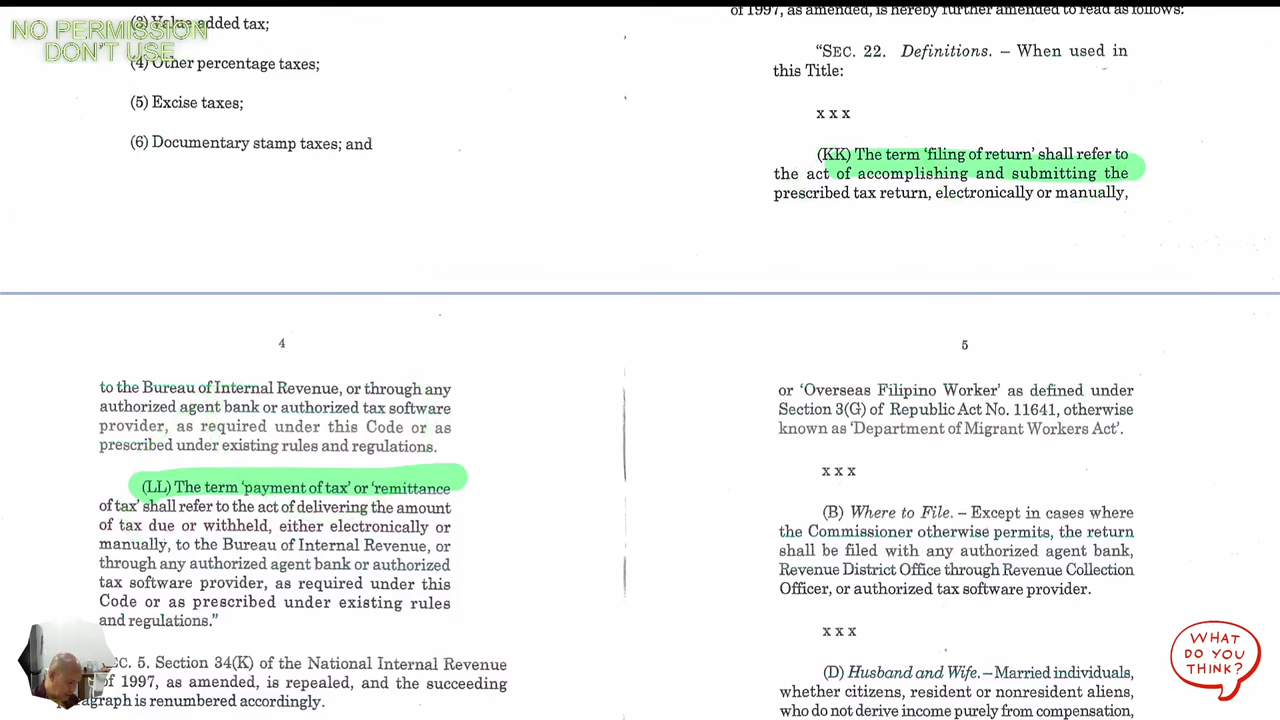 NO PERMISSION
DON'T USE
(3) Value added tax;
(4) Other percentage taxes;
(5) Excise taxes;
(6) Documentary stamp taxes; and
of 1997, as amended, is hereby further amended to read as follows:
“SEC. 22. Definitions. – When used in
this Title:
x x x
(KK) The term ‘filing of return’ shall refer to
the act of accomplishing and submitting the
prescribed tax return, electronically or manually,
4
to the Bureau of Internal Revenue, or through any
authorized agent bank or authorized tax software
provider, as required under this Code or as
prescribed under existing rules and regulations.
(LL) The term ‘payment of tax’ or ‘remittance
of tax’ shall refer to the act of delivering the amount
of tax due or withheld, either electronically or
manually, to the Bureau of Internal Revenue, or
through any authorized agent bank or authorized
tax software provider, as required under this
Code or as prescribed under existing rules
and regulations.”
EC. 5. Section 34(K) of the National Internal Revenue
of 1997, as amended, is repealed, and the succeeding
paragraph is renumbered accordingly.
5
or ‘Overseas Filipino Worker’ as defined under
Section 3(G) of Republic Act No. 11641, otherwise
known as ‘Department of Migrant Workers Act’.
x x x
(B) Where to File. – Except in cases where
the Commissioner otherwise permits, the return
shall be filed with any authorized agent bank,
Revenue District Office through Revenue Collection
Officer, or authorized tax software provider.
x x x
(D) Husband and Wife. – Married individuals,
whether citizens, resident or nonresident aliens,
who do not derive income purely from compensation,
WHAT
DO YOU
THINK?